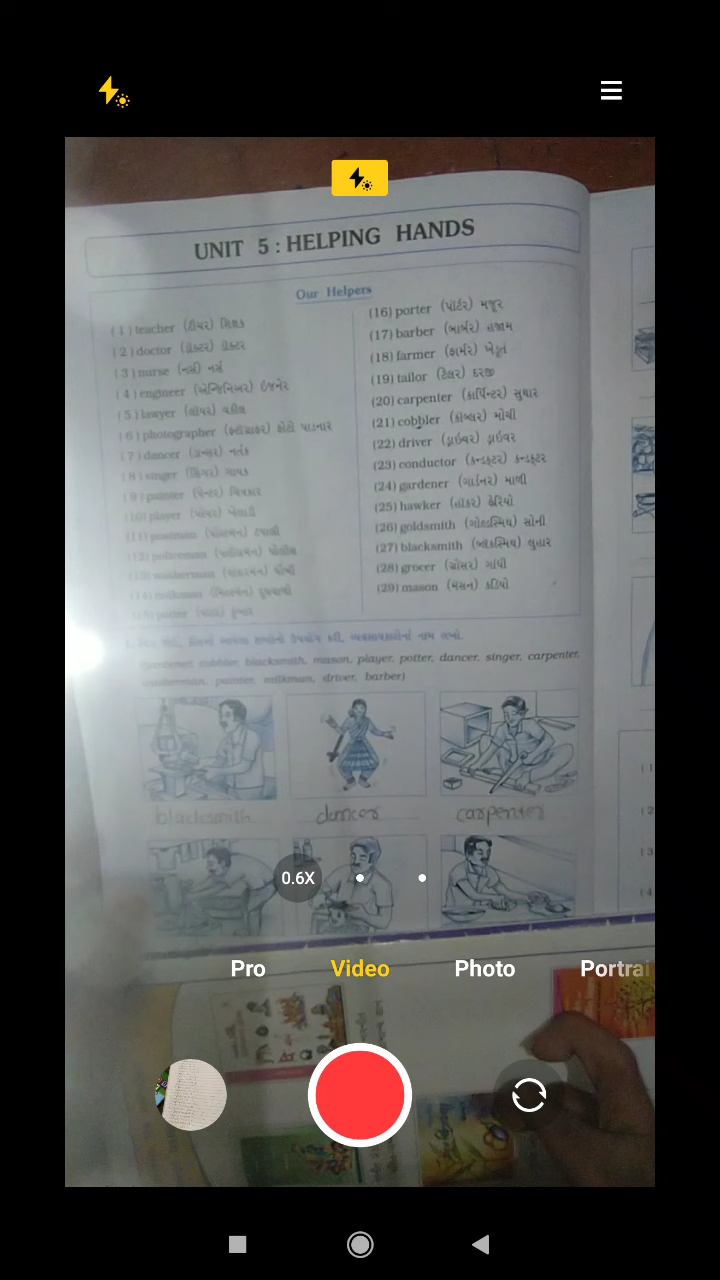 UNIT 5 : HELPING HANDS
Our Helpers
( 1 ) teacher (ટીચર) શિક્ષક
( 2 ) doctor (ડૉક્ટર) ડૉક્ટર
( 3 ) nurse (નર્સ) નર્સ
( 4 ) engineer (એન્જિનિઅર) ઇજનેર
( 5 ) lawyer (લૉયર) વકીલ
( 6 ) photographer (ફોટોગ્રાફર) ફોટો પાડનાર
( 7 ) dancer (ડાન્સર) નર્તક
( 8 ) singer (સિંગર) ગાયક
( 9 ) painter (પેન્ટર) ચિત્રકાર
(10) player (પ્લેયર) ખેલાડી
(11) postman (પોસ્ટમૅન) ટપાલી
(12) policeman (પોલીસમૅન) પોલીસ
(13) washerman (વૉશરમૅન) ધોબી
(14) milkman (મિલ્કમૅન) દૂધવાળો
(15) potter (પૉટર) કુંભાર
(16) porter (પૉર્ટર) મજૂર
(17) barber (બાર્બર) હજામ
(18) farmer (ફાર્મર) ખેડૂત
(19) tailor (ટેલર) દરજી
(20) carpenter (કાર્પિન્ટર) સુથાર
(21) cobbler (કૉબ્લર) મોચી
(22) driver (ડ્રાઇવર) ડ્રાઇવર
(23) conductor (કન્ડક્ટર) કન્ડક્ટર
(24) gardener (ગાર્ડનર) માળી
(25) hawker (હૉકર) ફેરિયો
(26) goldsmith (ગોલ્ડસ્મિથ) સોની
(27) blacksmith (બ્લૅકસ્મિથ) લુહાર
(28) grocer (ગ્રોસર) ગાંધી
(29) mason (મેસન) કડિયો
ઉપયોગ કરી, વ્યવસાયકારોનાં નામ લખો.
cobbler, blacksmith, mason, player, potter, dancer, singer, carpenter,
washerman, painter, milkman, driver, barber)
blacksmith dancer carpenter
0.6X
Pro Video Photo Portrai